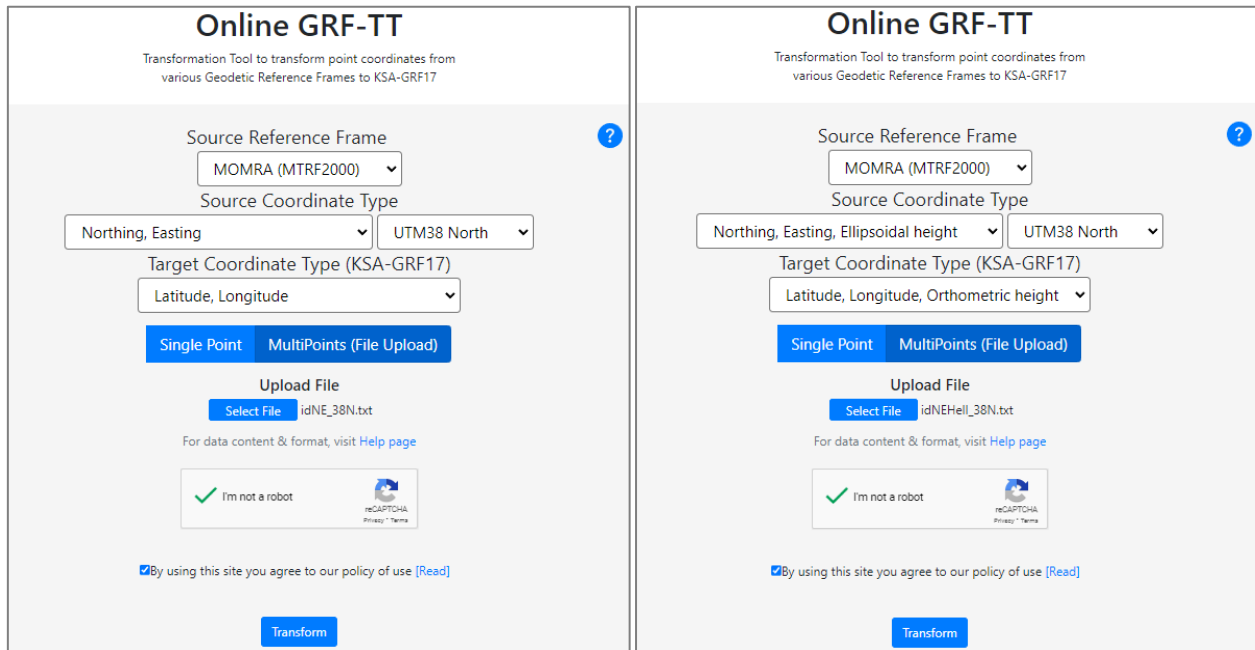 Online GRF-TT
Transformation Tool to transform point coordinates from
various Geodetic Reference Frames to KSA-GRF17
Source Reference Frame
?
MOMRA (MTRF2000)
Source Coordinate Type
Northing, Easting
UTM38 North
Target Coordinate Type (KSA-GRF17)
Latitude, Longitude
Single Point
MultiPoints (File Upload)
Upload File
Select File idNE_38N.txt
For data content & format, visit Help page
I'm not a robot
reCAPTCHA
Privacy * Terms
By using this site you agree to our policy of use [Read]
Transform
Online GRF-TT
Transformation Tool to transform point coordinates from
various Geodetic Reference Frames to KSA-GRF17
Source Reference Frame
?
MOMRA (MTRF2000)
Source Coordinate Type
Northing, Easting, Ellipsoidal height
UTM38 North
Target Coordinate Type (KSA-GRF17)
Latitude, Longitude, Orthometric height
Single Point
MultiPoints (File Upload)
Upload File
Select File idNEHell_38N.txt
For data content & format, visit Help page
I'm not a robot
reCAPTCHA
Privacy * Terms
By using this site you agree to our policy of use [Read]
Transform